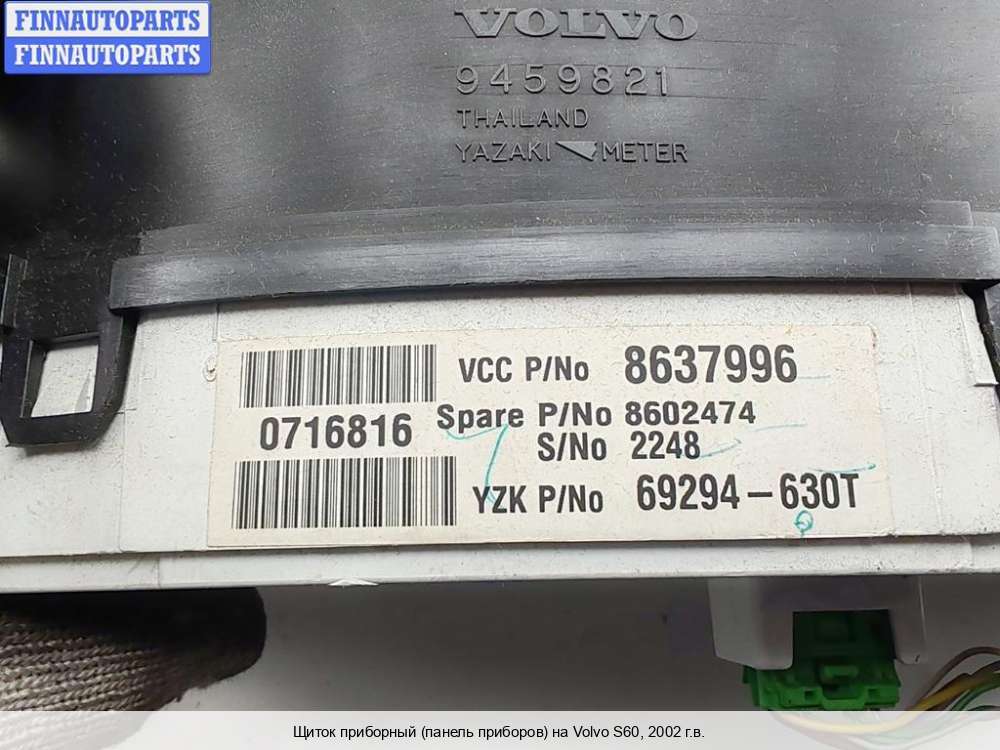 FINNAUTOPARTS
FINNAUTOPARTS
VOLVO
9459821
THAILAND
YAZAKI METER
VCC P/No 8637996
0716816 Spare P/No 8602474
S/No 2248
YZK P/No 69294-630T
Щиток приборный (панель приборов) на Volvo S60, 2002 г.в.